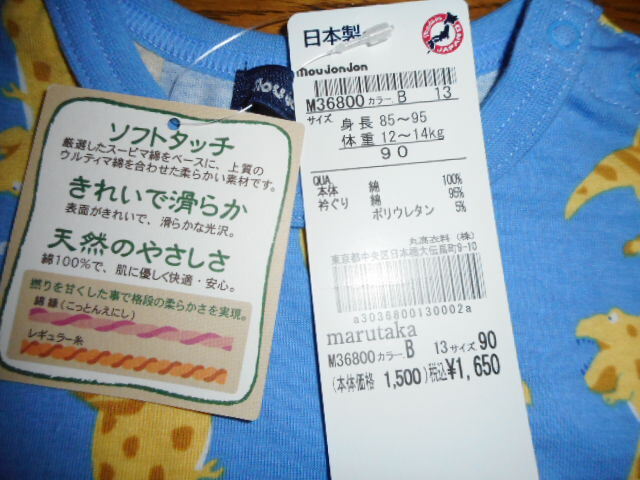 ソフトタッチ
厳選したスーピマ綿をベースに、上質の
ウルティマ綿を合わせた柔らかい素材です。
きれいで滑らか
表面がきれいで、滑らかな光沢。
天然のやさしさ
綿100%で、肌に優しく快適・安心。
撚りを甘くした事で格段の柔らかさを実現。
綿縁(こっとんえにし)
レギュラー糸
日本製
JAPAN
moujonjon
M36800 カラー B 13
サイズ
身長 85~95
体重 12~14kg
90
QUA
本体 綿 100%
衿ぐり 綿 95%
ポリウレタン 5%
丸高衣料(株)
東京都中央区日本橋大伝馬町9-10
a3036800130002a
marutaka
M36800 カラー B 13 サイズ 90
(本体価格 1,500)税込¥1,650